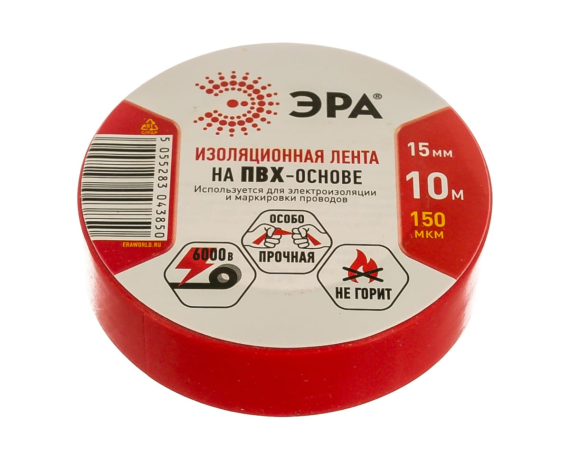 ЭРА®
ИЗОЛЯЦИОННАЯ ЛЕНТА
НА ПВХ-ОСНОВЕ
Используется для электроизоляции
и маркировки проводов
15мм
10м
150
МКМ
5 055283 043850
ERAWORLD.RU
6000в
ОСОБО
ПРОЧНАЯ
НЕ ГОРИТ